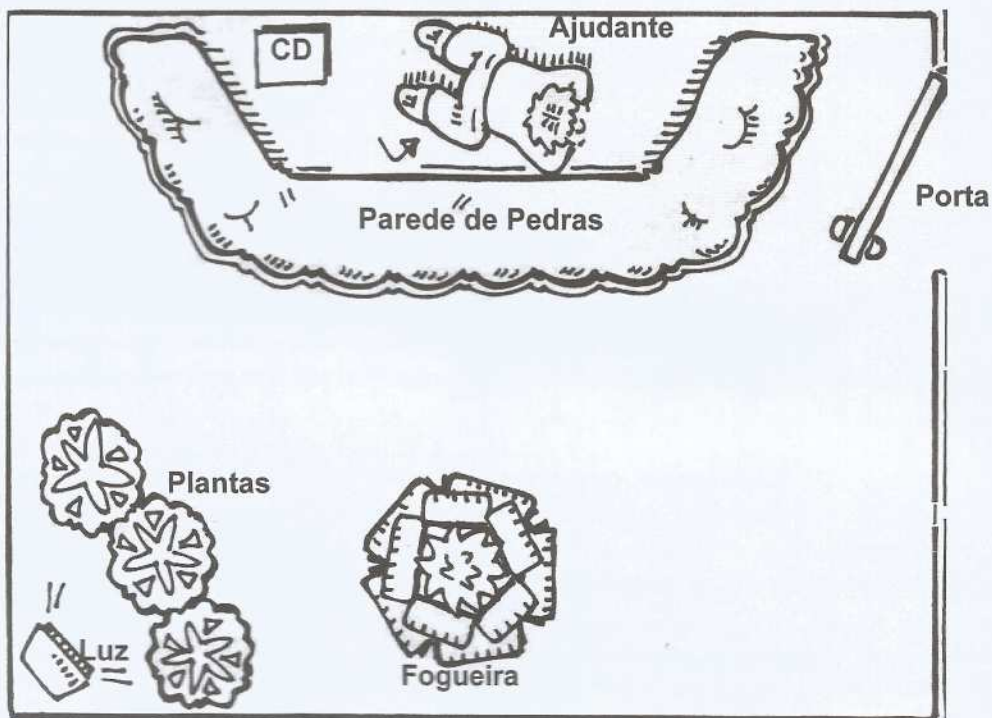 Ajudante
CD
Porta
Parede de Pedras
Plantas
Luz
Fogueira